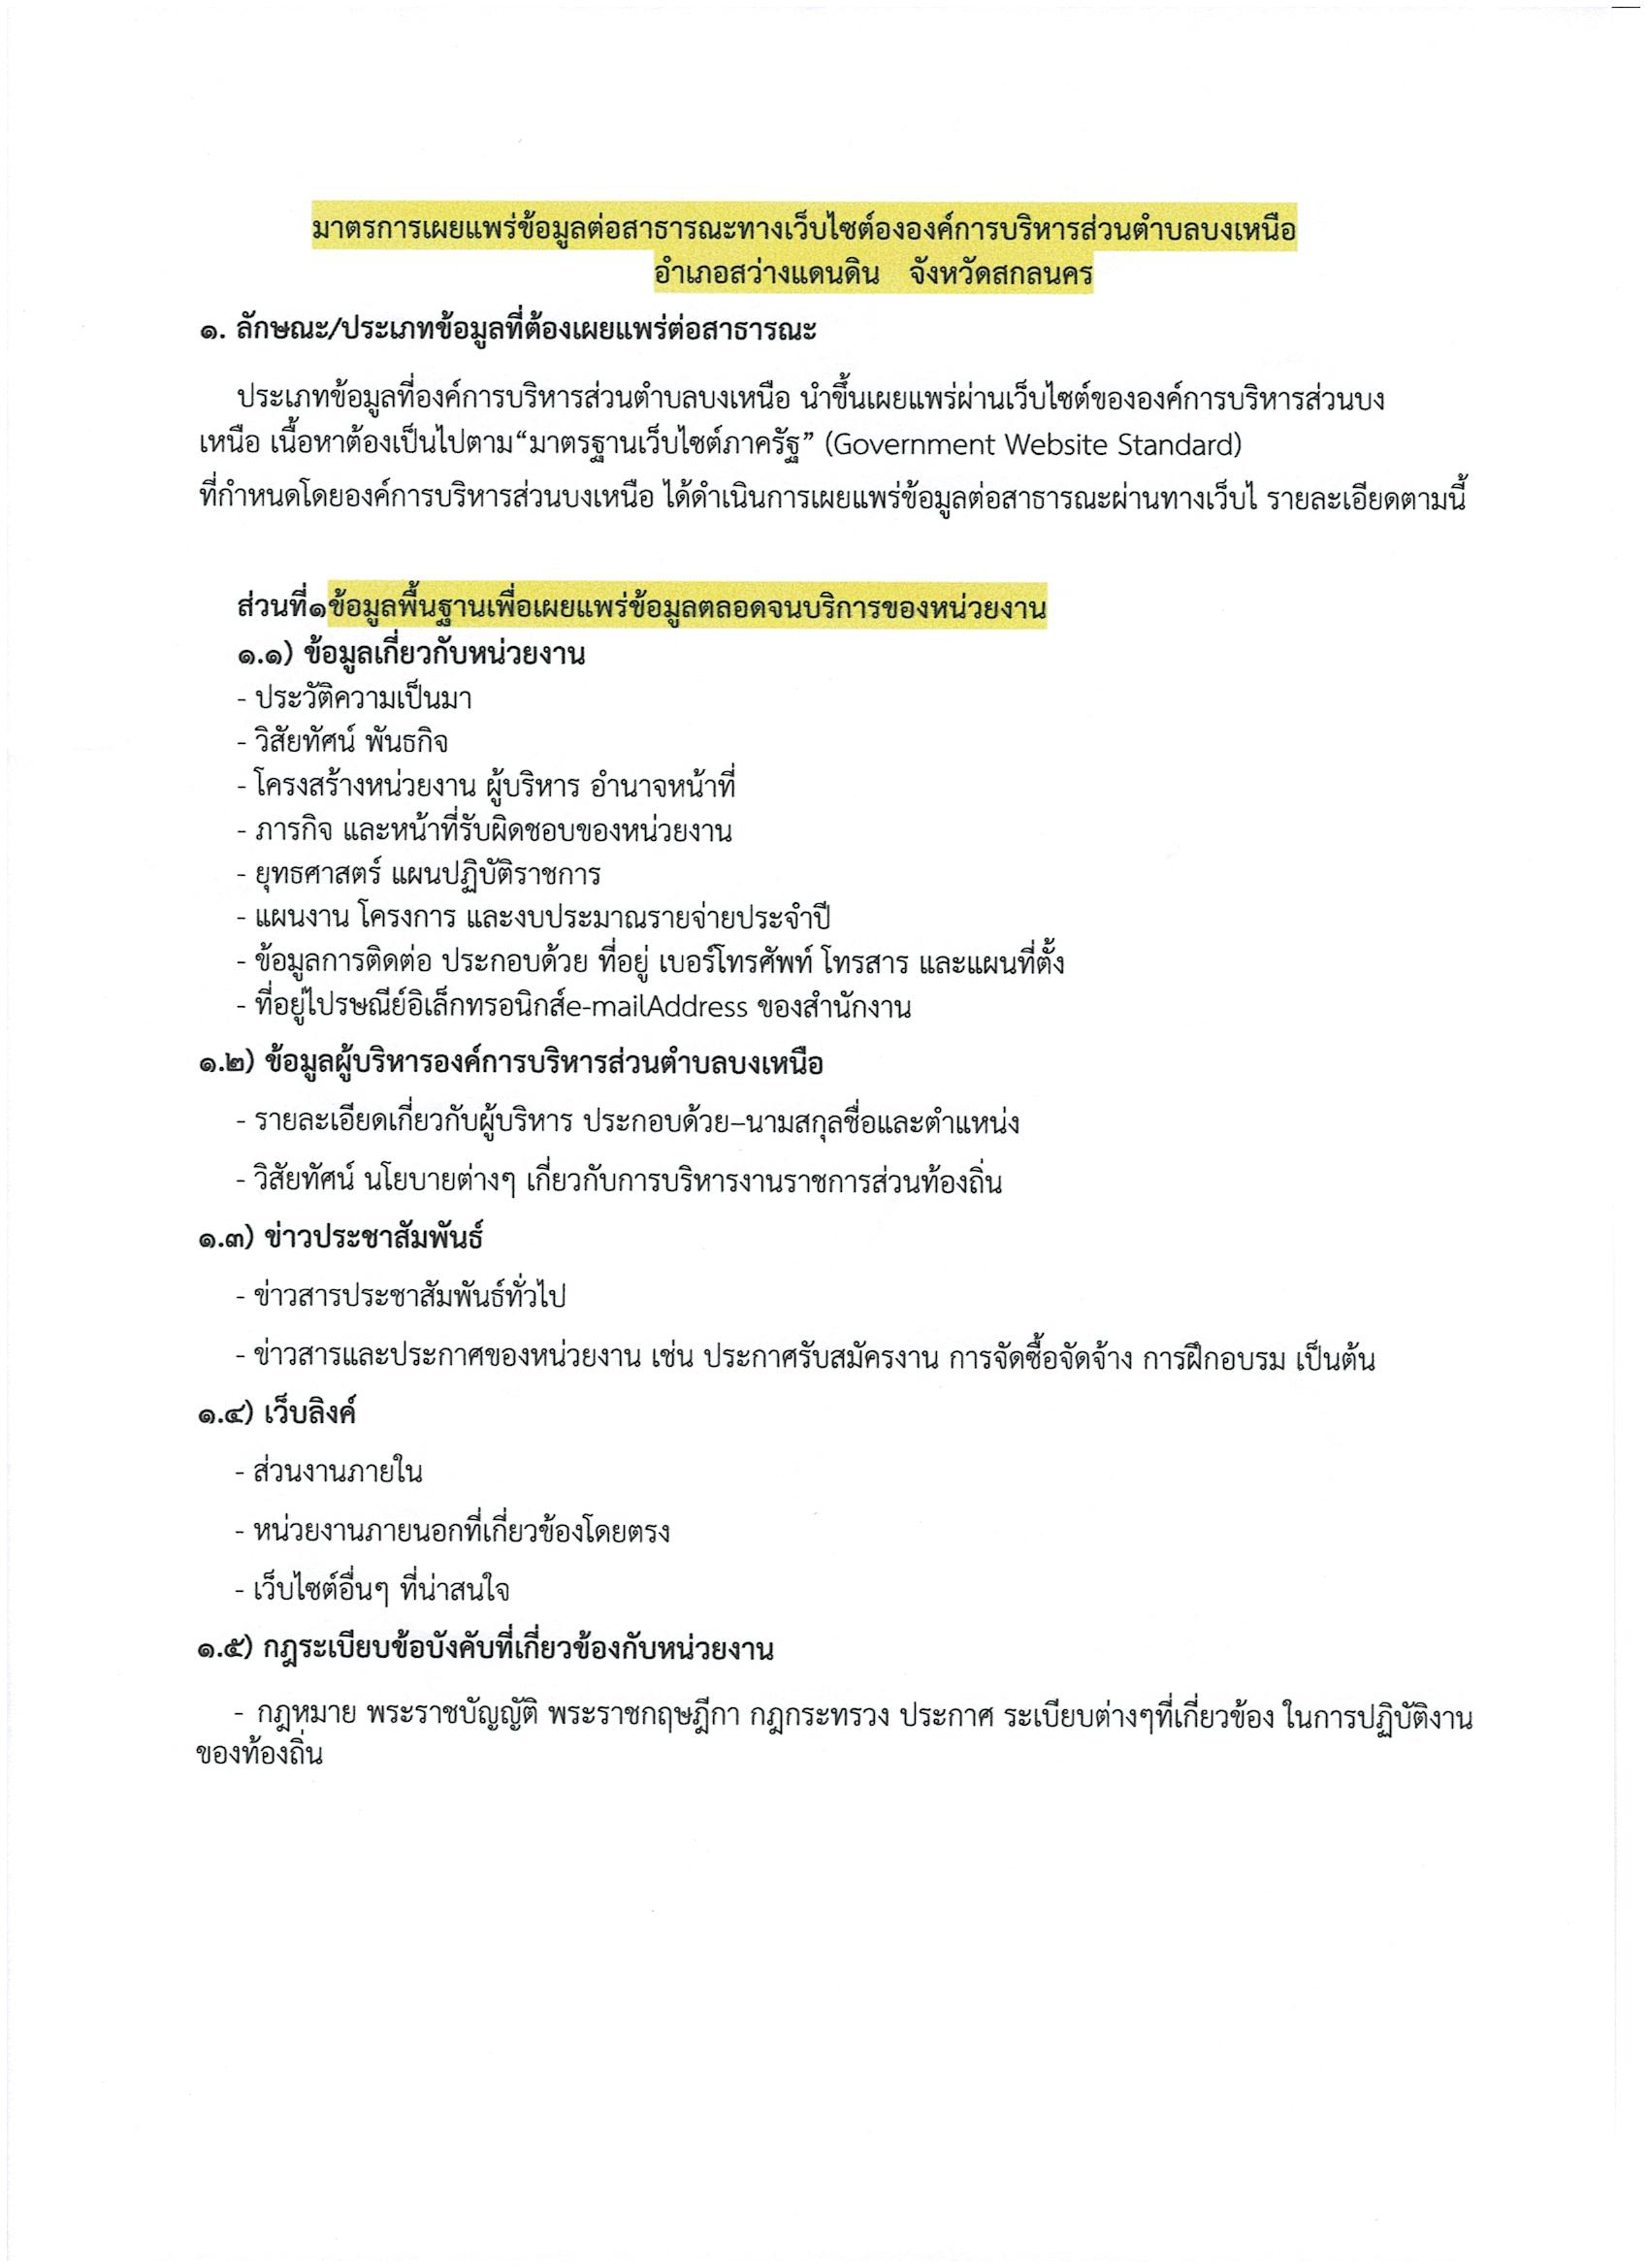 มาตรการเผยแพร่ข้อมูลต่อสาธารณะทางเว็บไซต์อององค์การบริหารส่วนตำบลบงเหนือ
อำเภอสว่างแดนดิน จังหวัดสกลนคร
๑. ลักษณะ/ประเภทข้อมูลที่ต้องเผยแพร่ต่อสาธารณะ
ประเภทข้อมูลที่องค์การบริหารส่วนตำบลบงเหนือ นำขึ้นเผยแพร่ผ่านเว็บไซต์ขององค์การบริหารส่วนบง
เหนือ เนื้อหาต้องเป็นไปตาม“มาตรฐานเว็บไซต์ภาครัฐ” (Government Website Standard)
ที่กำหนดโดยองค์การบริหารส่วนบงเหนือ ได้ดำเนินการเผยแพร่ข้อมูลต่อสาธารณะผ่านทางเว็บไ รายละเอียดตามนี้
ส่วนที่๑ข้อมูลพื้นฐานเพื่อเผยแพร่ข้อมูลตลอดจนบริการของหน่วยงาน
๑.๑) ข้อมูลเกี่ยวกับหน่วยงาน
- ประวัติความเป็นมา
- วิสัยทัศน์ พันธกิจ
- โครงสร้างหน่วยงาน ผู้บริหาร อำนาจหน้าที่
- ภารกิจ และหน้าที่รับผิดชอบของหน่วยงาน
- ยุทธศาสตร์ แผนปฏิบัติราชการ
- แผนงาน โครงการ และงบประมาณรายจ่ายประจำปี
- ข้อมูลการติดต่อ ประกอบด้วย ที่อยู่ เบอร์โทรศัพท์ โทรสาร และแผนที่ตั้ง
- ที่อยู่ไปรษณีย์อิเล็กทรอนิกส์e-mailAddress ของสำนักงาน
๑.๒) ข้อมูลผู้บริหารองค์การบริหารส่วนตำบลบงเหนือ
- รายละเอียดเกี่ยวกับผู้บริหาร ประกอบด้วย–นามสกุลชื่อและตำแหน่ง
- วิสัยทัศน์ นโยบายต่างๆ เกี่ยวกับการบริหารงานราชการส่วนท้องถิ่น
๑.๓) ข่าวประชาสัมพันธ์
- ข่าวสารประชาสัมพันธ์ทั่วไป
- ข่าวสารและประกาศของหน่วยงาน เช่น ประกาศรับสมัครงาน การจัดซื้อจัดจ้าง การฝึกอบรม เป็นต้น
๑.๔) เว็บลิงค์
- ส่วนงานภายใน
- หน่วยงานภายนอกที่เกี่ยวข้องโดยตรง
- เว็บไซต์อื่นๆ ที่น่าสนใจ
๑.๕) กฎระเบียบข้อบังคับที่เกี่ยวข้องกับหน่วยงาน
- กฎหมาย พระราชบัญญัติ พระราชกฤษฎีกา กฎกระทรวง ประกาศ ระเบียบต่างๆที่เกี่ยวข้อง ในการปฏิบัติงาน
ของท้องถิ่น